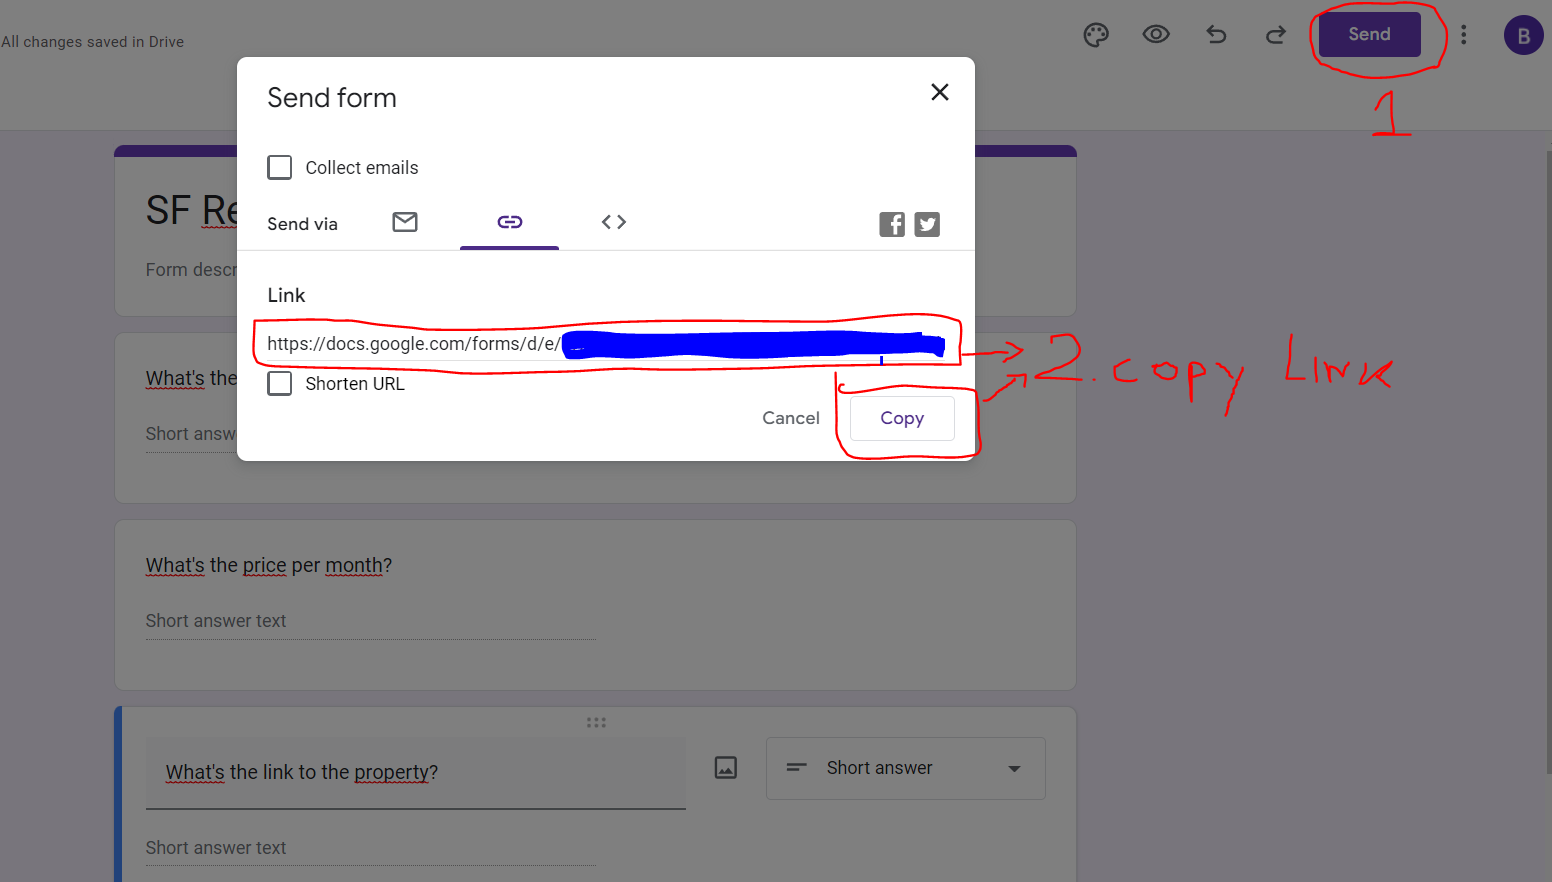 All changes saved in Drive
Send
B
1
Send form
Collect emails
SF Re
Send via
Form descr
Link
https://docs.google.com/forms/d/e/
2. copy Link
Shorten URL
What's the
Cancel
Copy
Short answ
What's the price per month?
Short answer text
What's the link to the property?
Short answer
Short answer text